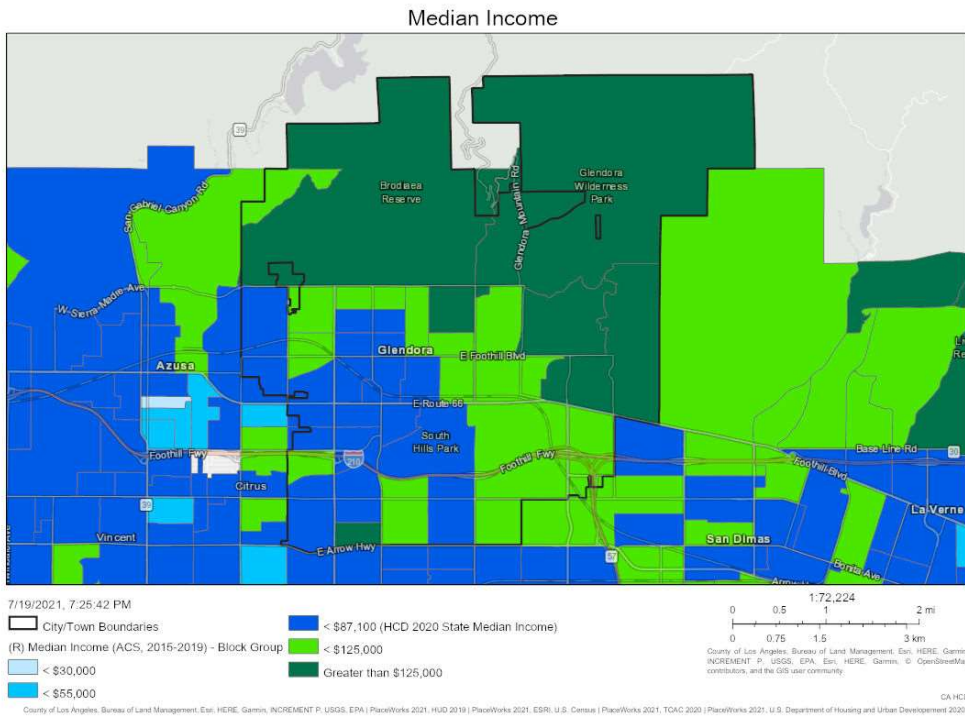 Median Income
39
San Gabriel Canyon Rd
Brodiaea
Reserve
Glendora
Wilderness
Park
Glendora Mountain Rd
W Sierra Madre Ave
Azusa
Glendora
E Foothill Blvd
E Route 66
South
Hills Park
Foothill Fwy
210
Foothill Fwy
Base Line Rd
30
Foothill Blvd
Citrus
39
Vincent
E Arrow Hwy
57
San Dimas
La Verne
Bonita Ave
7/19/2021, 7:25:42 PM
City/Town Boundaries
(R) Median Income (ACS, 2015-2019) - Block Group
< $30,000
< $55,000
< $87,100 (HCD 2020 State Median Income)
< $125,000
Greater than $125,000
1:72,224
0 0.5 1 2 mi
0 0.75 1.5 3 km
County of Los Angeles, Bureau of Land Management, Esri, HERE, Garmin,
INCREMENT P, USGS, EPA, Esri, HERE, Garmin, © OpenStreetMap
contributors, and the GIS user community
CA HCD
County of Los Angeles, Bureau of Land Management, Esri, HERE, Garmin, INCREMENT P, USGS, EPA | PlaceWorks 2021, HUD 2019 | PlaceWorks 2021, ESRI, U.S. Census | PlaceWorks 2021, TCAC 2020 | PlaceWorks 2021, U.S. Department of Housing and Urban Developement 2020